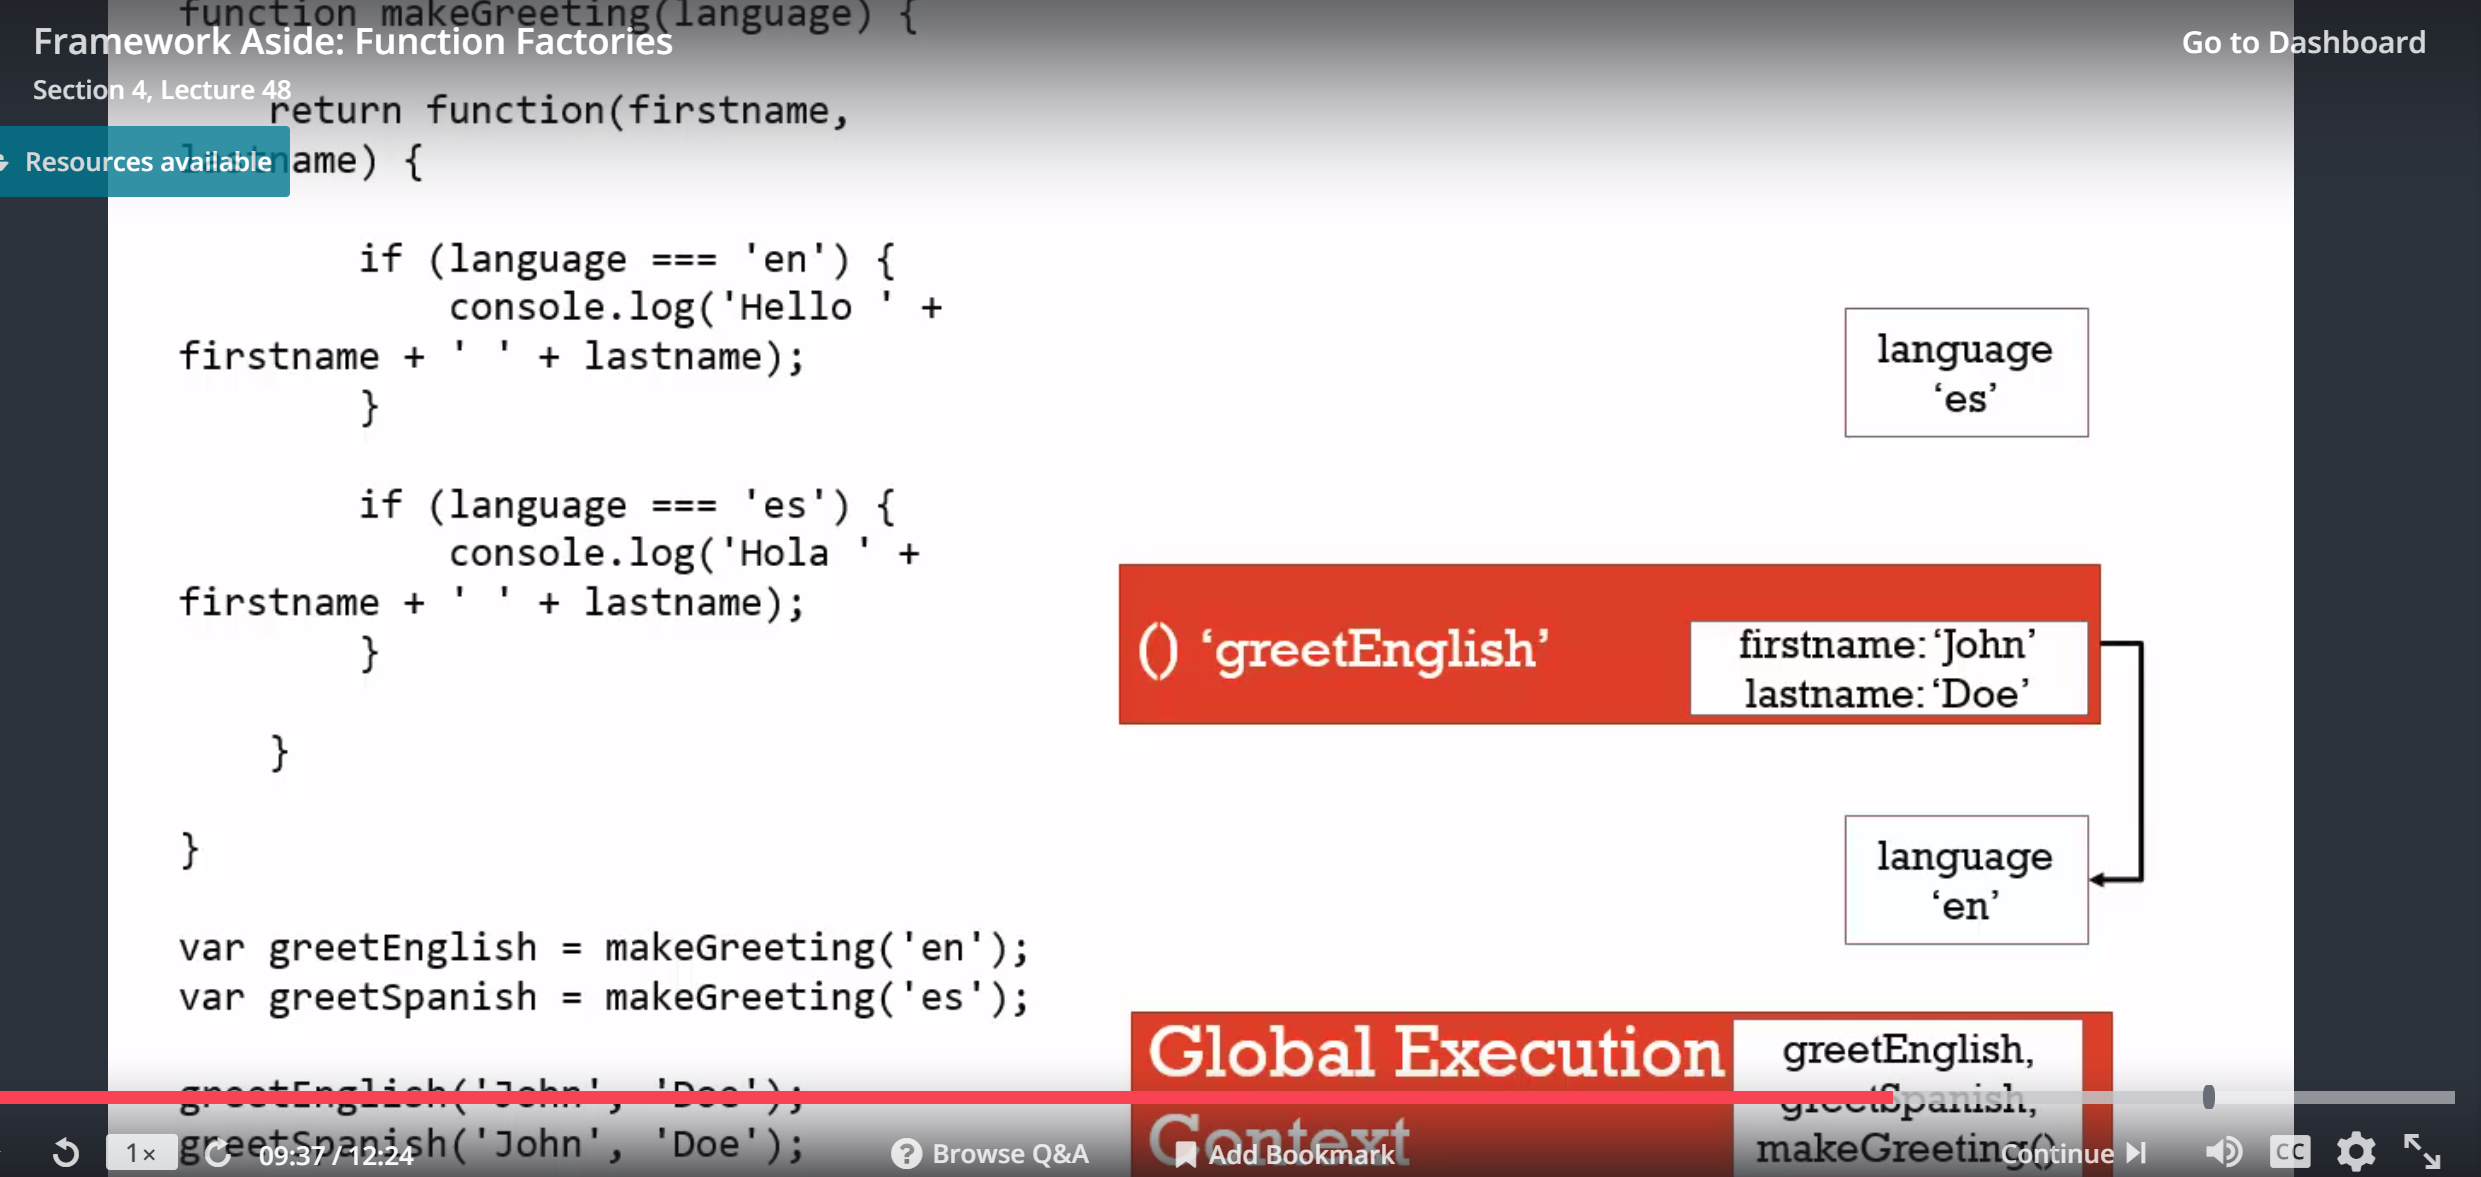 function makeGreeting(language) {
Framework Aside: Function Factories
Go to Dashboard
Section 4, Lecture 48
return function(firstname,
Resources available
lastname) {
if (language === 'en') {
console.log('Hello ' +
firstname + ' ' + lastname);
}
if (language === 'es') {
console.log('Hola ' +
firstname + ' ' + lastname);
}
}
}
var greetEnglish = makeGreeting('en');
var greetSpanish = makeGreeting('es');
greetEnglish('John', 'Doe');
greetSpanish('John', 'Doe');
language
‘es’
() ‘greetEnglish’
firstname: ‘John’
lastname: ‘Doe’
language
‘en’
Global Execution
Context
greetEnglish,
greetSpanish,
makeGreeting()
1×
09:37 / 12:24
? Browse Q&A
Add Bookmark
Continue
CC